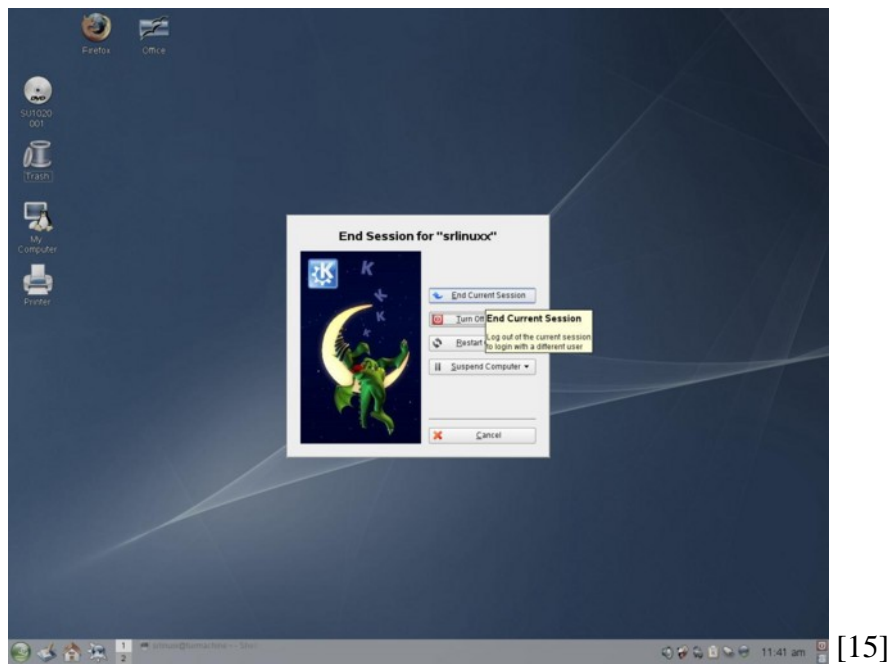 Firefox
Office
SU1020
001
Trash
My
Computer
Printer
End Session for "srlinuxx"
K
K
K
K
K
End Current Session
Turn Off
End Current Session
Log out of the current session
to login with a different user
Restart
Suspend Computer
Cancel
1
2
11:41 am
[15]